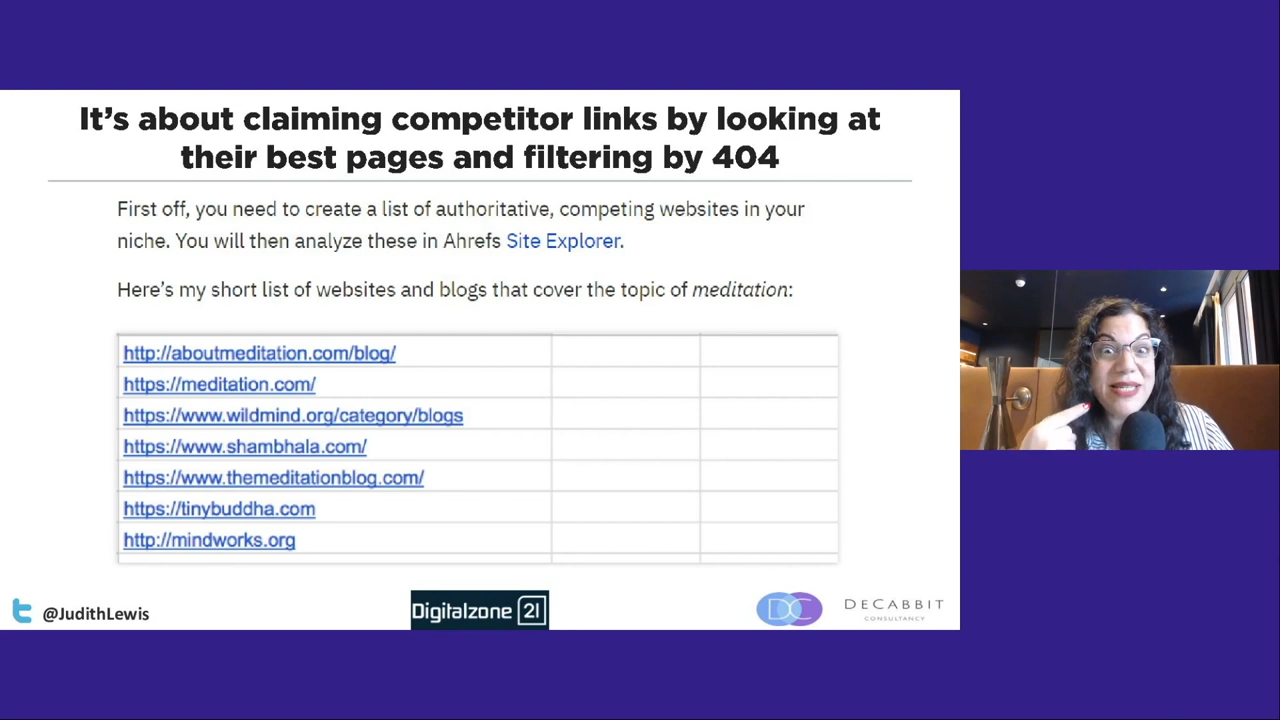 It’s about claiming competitor links by looking at
their best pages and filtering by 404
First off, you need to create a list of authoritative, competing websites in your
niche. You will then analyze these in Ahrefs Site Explorer.
Here’s my short list of websites and blogs that cover the topic of meditation:
http://aboutmeditation.com/blog/
https://meditation.com/
https://www.wildmind.org/category/blogs
https://www.shambhala.com/
https://www.themeditationblog.com/
https://tinybuddha.com
http://mindworks.org
@JudithLewis
Digitalzone 21
DC
DECABBIT
CONSULTANCY